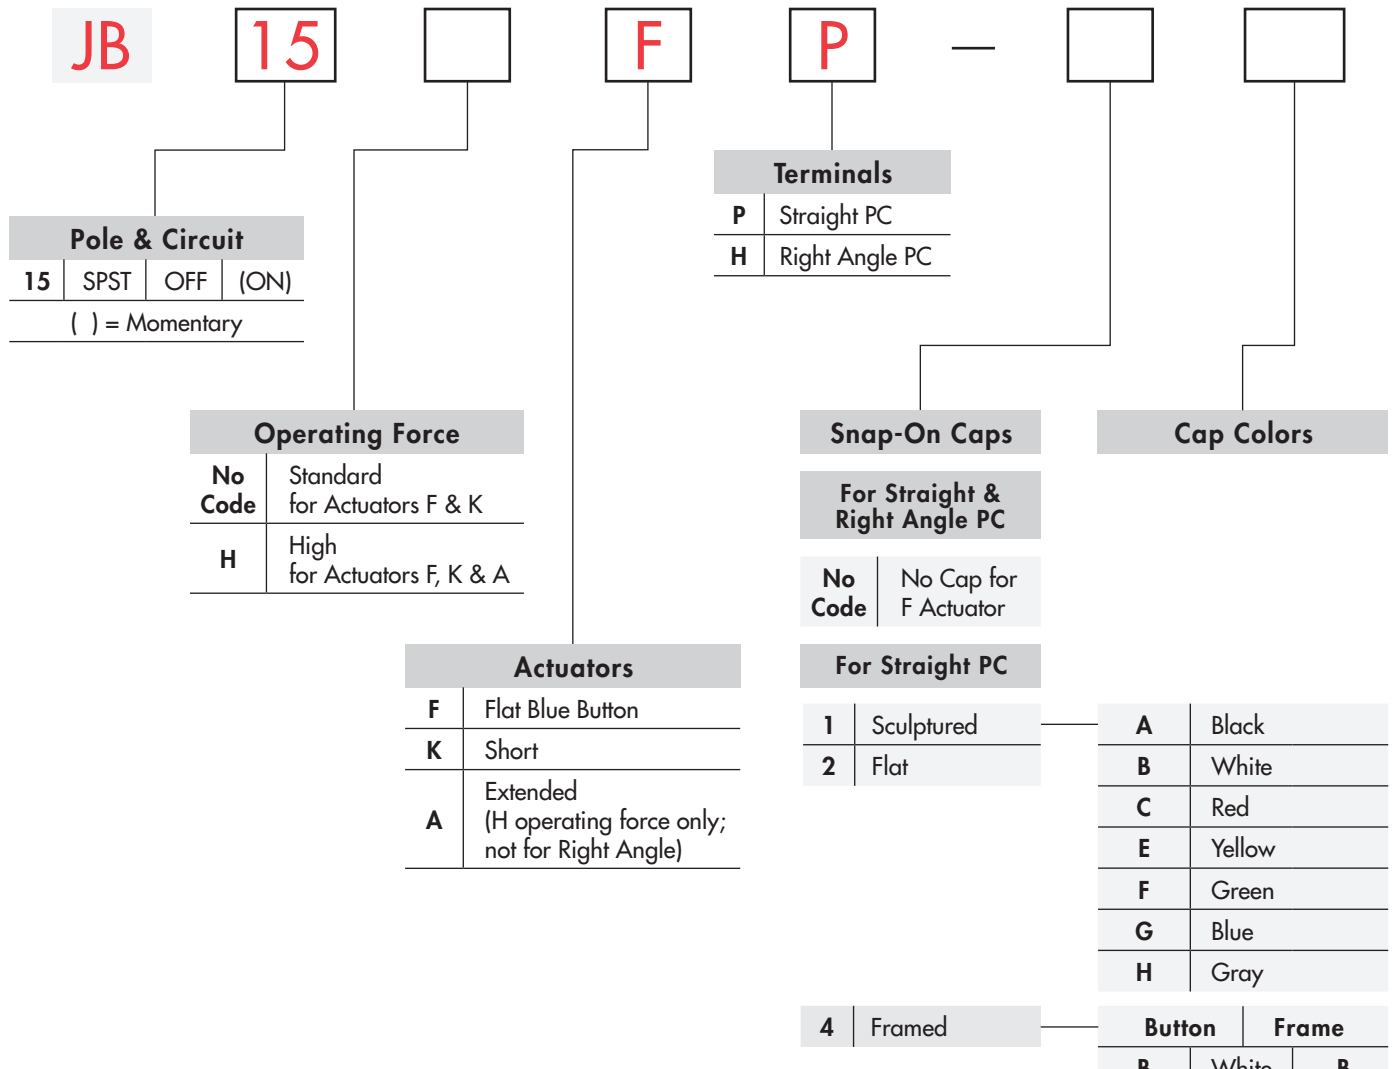 JB 15 F P —
Terminals
P Straight PC
H Right Angle PC
Pole & Circuit
15 SPST OFF (ON)
( ) = Momentary
Operating Force
No Code Standard
for Actuators F & K
H High
for Actuators F, K & A
Actuators
F Flat Blue Button
K Short
A Extended
(H operating force only;
not for Right Angle)
Snap-On Caps
For Straight &
Right Angle PC
No Code No Cap for
F Actuator
For Straight PC
1 Sculptured
2 Flat
4 Framed
Cap Colors
A Black
B White
C Red
E Yellow
F Green
G Blue
H Gray
Button Frame
B White B